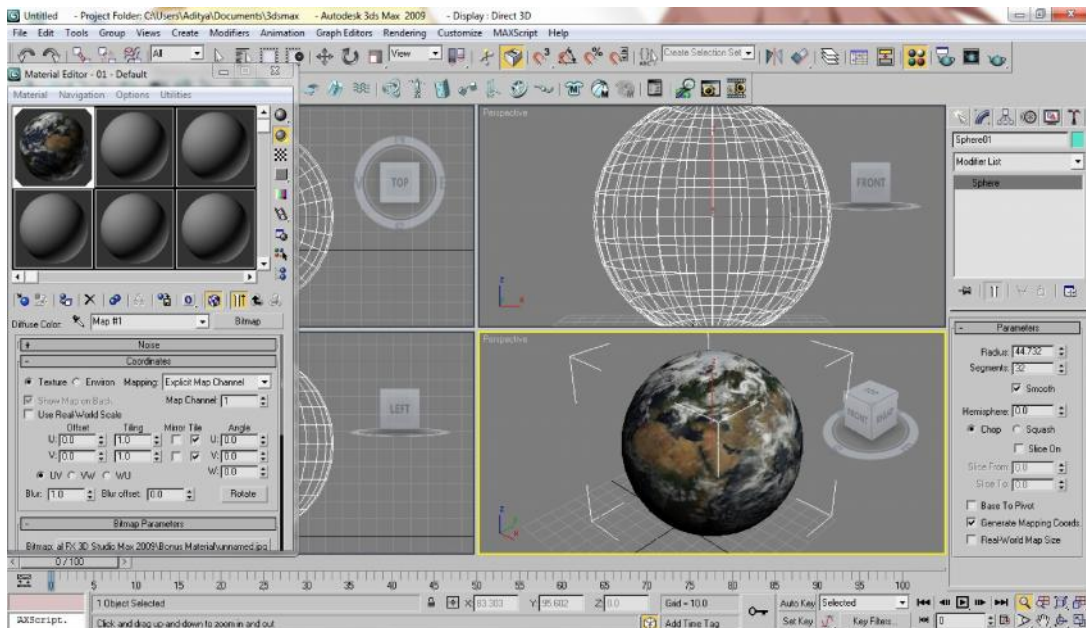 Untitled - Project Folder: C:\Users\Aditya\Documents\3dsmax - Autodesk 3ds Max 2009 - Display : Direct 3D
File Edit Tools Group Views Create Modifiers Animation Graph Editors Rendering Customize MAXScript Help
All View Create Selection Set
Material Editor - 01 - Default
Material Navigation Options Utilities
Diffuse Color: Map #1 Bitmap
+ Noise
- Coordinates
Texture Environ Mapping: Explicit Map Channel
Show Map on Back Map Channel: 1
Use Real-World Scale
Offset Tiling Mirror Tile Angle
U: 0.0 1.0 U: 0.0
V: 0.0 1.0 V: 0.0
UV VW WU W: 0.0
Blur: 1.0 Blur offset: 0.0 Rotate
- Bitmap Parameters
Bitmap: al FX 3D Studio Max 2009\Bonus Material\unnamed.jpg
TOP
Perspective
FRONT
LEFT
Perspective
TOP
FRONT RIGHT
Sphere01
Modifier List
Sphere
- Parameters
Radius: 44.732
Segments: 32
Smooth
Hemisphere: 0.0
Chop Squash
Slice On
Slice From: 0.0
Slice To: 0.0
Base To Pivot
Generate Mapping Coords.
Real-World Map Size
0 / 100
0 5 10 15 20 25 30 35 40 45 50 55 60 65 70 75 80 85 90 95 100
1 Object Selected X: 83.303 Y: 95.602 Z: 0.0 Grid = 10.0 Auto Key Selected
AXScript. Click and drag up-and-down to zoom in and out Add Time Tag Set Key Key Filters... 0